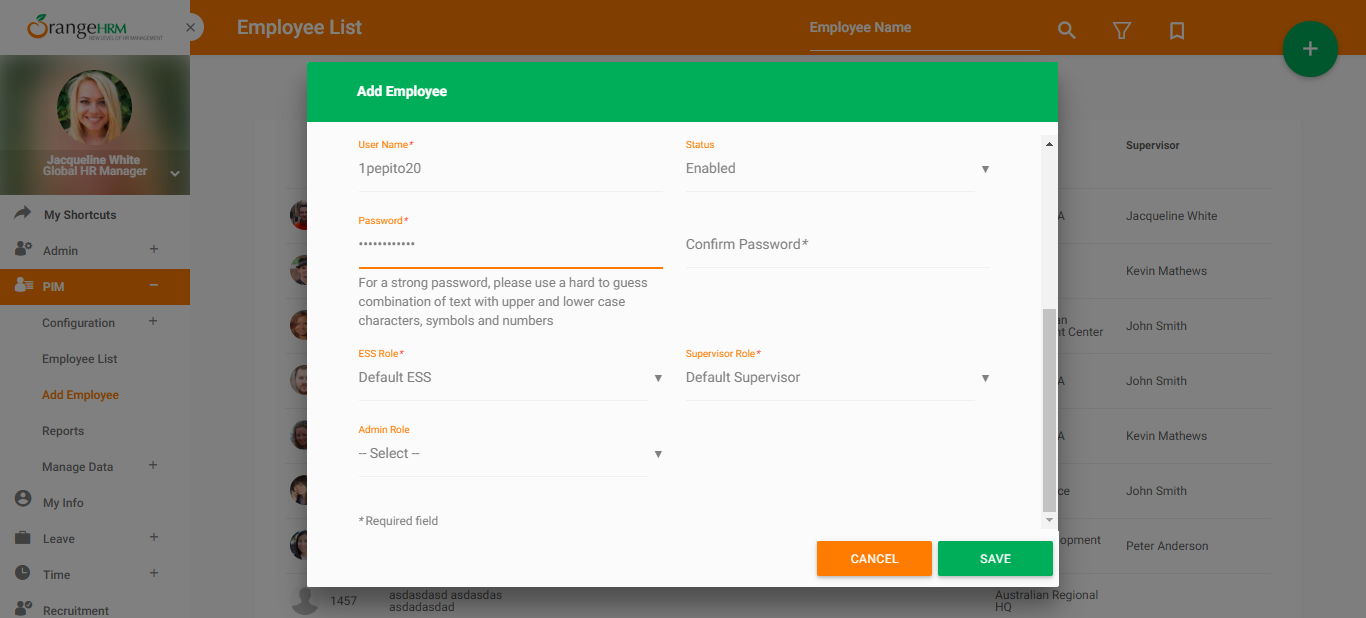 OrangeHRM
NEW LEVEL OF HR MANAGEMENT
Employee List
Employee Name
Jacqueline White
Global HR Manager
My Shortcuts
Admin
PIM
Configuration
Employee List
Add Employee
Reports
Manage Data
My Info
Leave
Time
Recruitment
Add Employee
User Name*
1pepito20
Status
Enabled
Password*
••••••••••••
Confirm Password*
For a strong password, please use a hard to guess
combination of text with upper and lower case
characters, symbols and numbers
ESS Role*
Default ESS
Supervisor Role*
Default Supervisor
Admin Role
-- Select --
* Required field
CANCEL
SAVE
Supervisor
A
Jacqueline White
Kevin Mathews
an
nt Center
John Smith
A
John Smith
A
Kevin Mathews
ce
John Smith
opment
Peter Anderson
1457
asdasdasd asdasdas
asdadasdad
Australian Regional
HQ